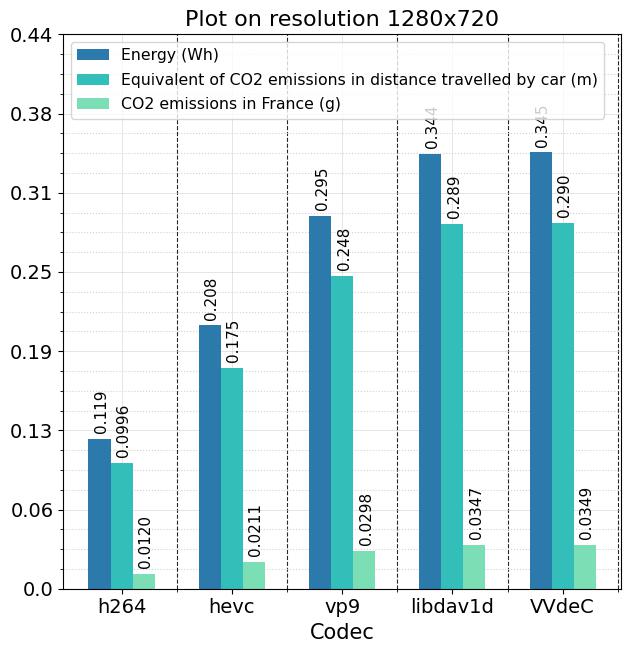 Plot on resolution 1280x720
Energy (Wh)
Equivalent of CO2 emissions in distance travelled by car (m)
CO2 emissions in France (g)
0.44
0.38
0.31
0.25
0.19
0.13
0.06
0.0
0.119
0.0996
0.0120
0.208
0.175
0.0211
0.295
0.248
0.0298
0.344
0.289
0.0347
0.345
0.290
0.0349
h264
hevc
vp9
libdav1d
VVdeC
Codec